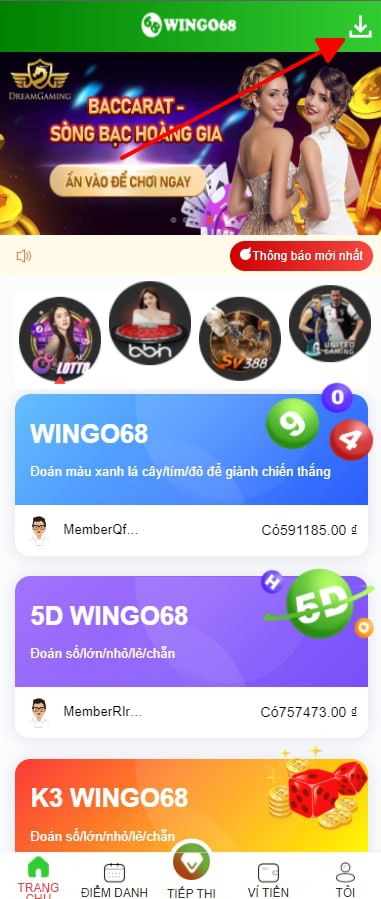 WINGO68
DREAMGAMING
BACCARAT -
SÒNG BẠC HOÀNG GIA
ẤN VÀO ĐỂ CHƠI NGAY
Thông báo mới nhất
LOTTO
bbin
SV388
UNITED
GAMING
WINGO68
Đoán màu xanh lá cây/tím/đỏ để giành chiến thắng
9
0
4
MemberQf...
Có591185.00 ₫
5D WINGO68
Đoán số/lớn/nhỏ/lẻ/chẵn
H
5D
O
MemberRlr...
Có757473.00 ₫
K3 WINGO68
Đoán số/lớn/nhỏ/lẻ/chẵn
TRANG
CHỦ
ĐIỂM DANH
TIẾP THỊ
VÍ TIỀN
TÔI